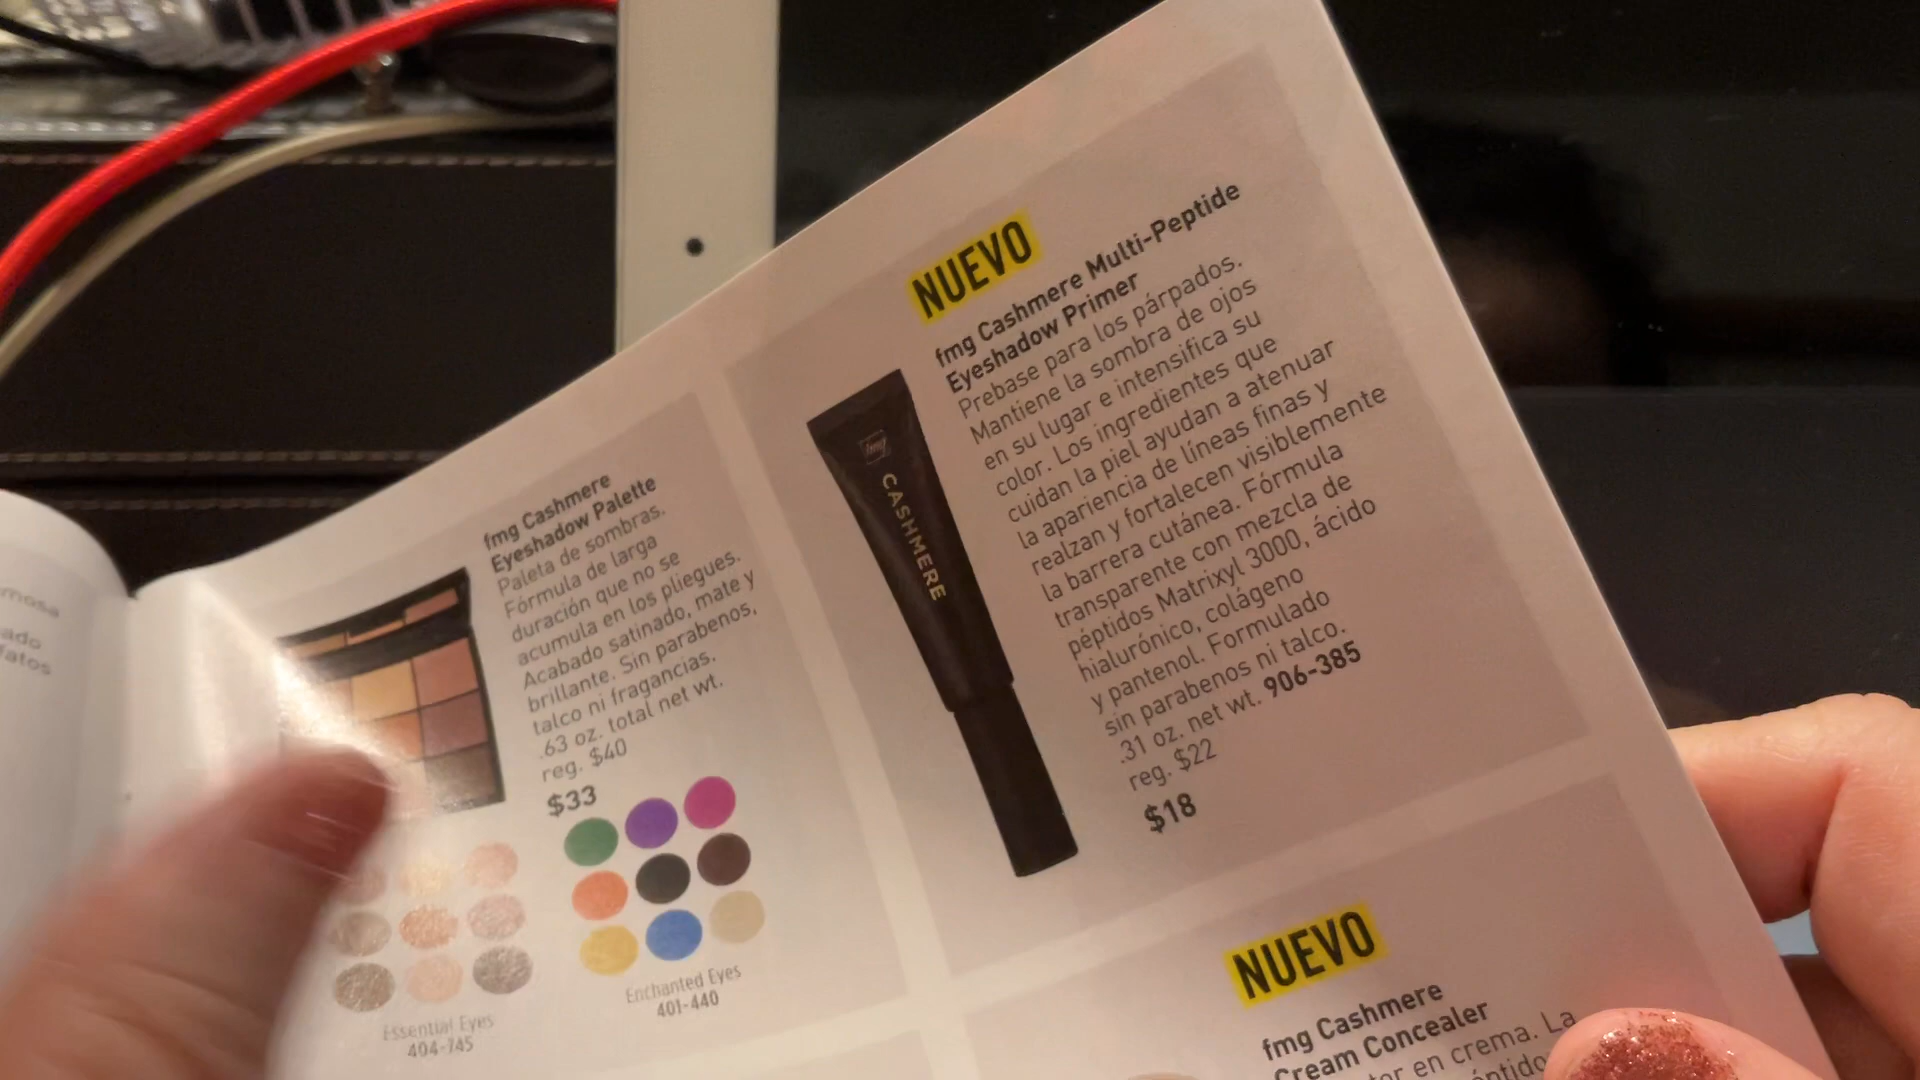 mosa
ado
fatos
fmg Cashmere
Eyeshadow Palette
Paleta de sombras.
Fórmula de larga
duración que no se
acumula en los pliegues.
Acabado satinado, mate y
brillante. Sin parabenos,
talco ni fragancias.
.63 oz. total net wt.
reg. $40
$33
Essential Eyes
404-745
Enchanted Eyes
401-440
NUEVO
fmg Cashmere Multi-Peptide
Eyeshadow Primer
Prebase para los párpados.
Mantiene la sombra de ojos
en su lugar e intensifica su
color. Los ingredientes que
cuidan la piel ayudan a atenuar
la apariencia de líneas finas y
realzan y fortalecen visiblemente
la barrera cutánea. Fórmula
transparente con mezcla de
péptidos Matrixyl 3000, ácido
hialurónico, colágeno
y pantenol. Formulado
sin parabenos ni talco.
.31 oz. net wt. 906-385
reg. $22
$18
fmg
CASHMERE
NUEVO
fmg Cashmere
Cream Concealer
en crema. La